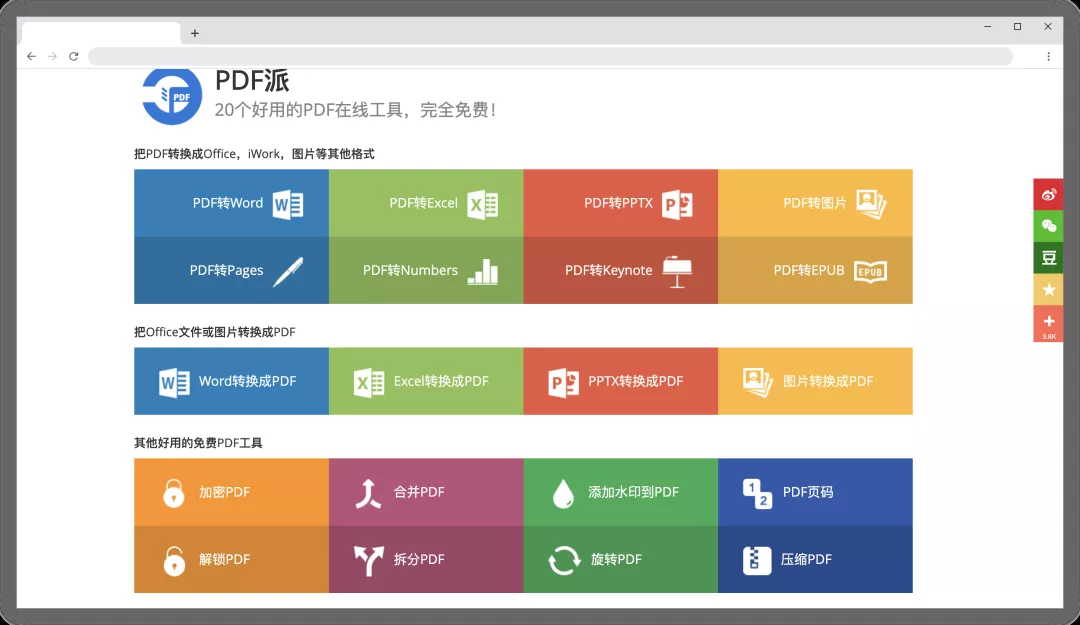 PDF派
20个好用的PDF在线工具，完全免费！
把PDF转换成Office，iWork，图片等其他格式
PDF转Word W
PDF转Excel X
PDF转PPTX P
PDF转图片
PDF转Pages
PDF转Numbers
PDF转Keynote
PDF转EPUB EPUB
把Office文件或图片转换成PDF
W Word转换成PDF
X Excel转换成PDF
P PPTX转换成PDF
图片转换成PDF
其他好用的免费PDF工具
加密PDF
合并PDF
添加水印到PDF
1 2 PDF页码
解锁PDF
拆分PDF
旋转PDF
压缩PDF
PDF
豆
3.8K